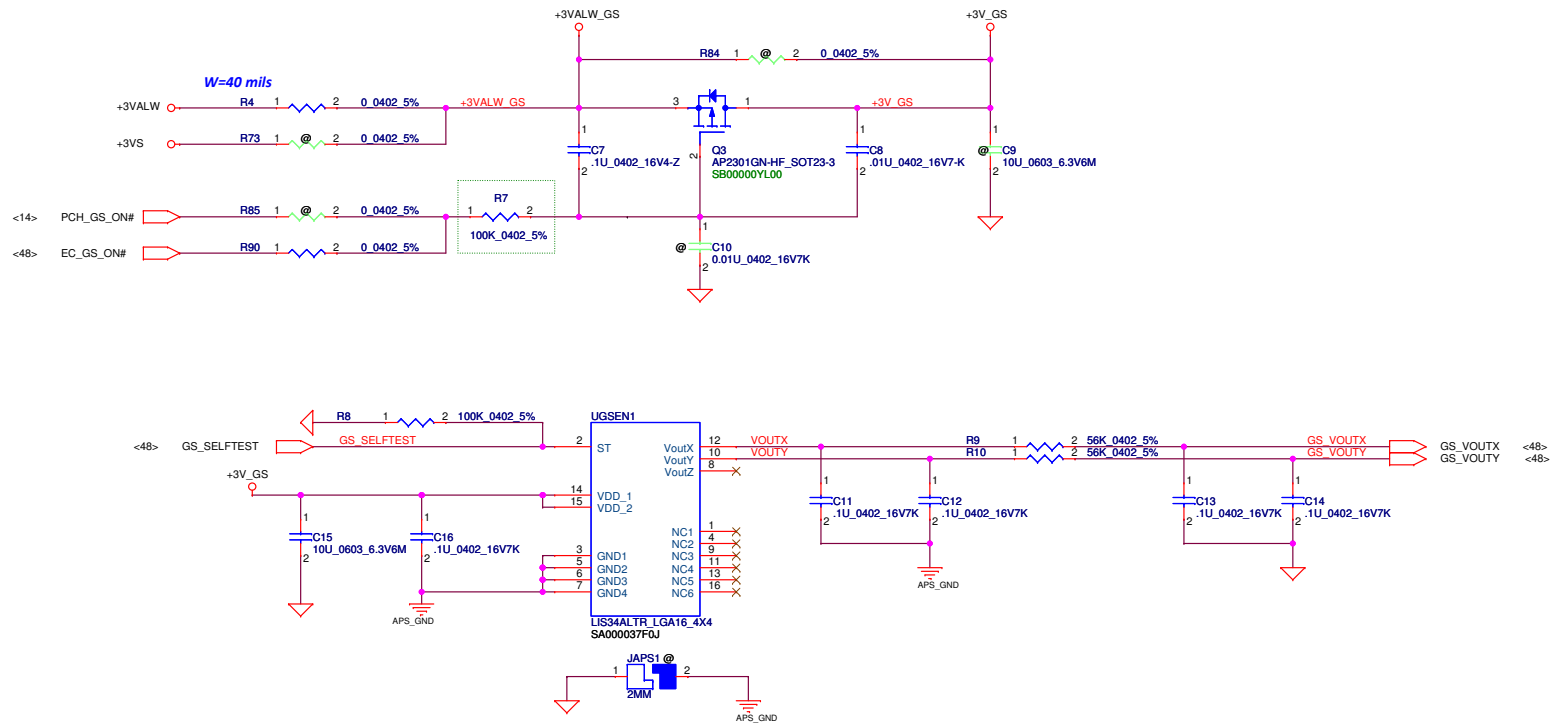 +3VALW_GS
+3V_GS
R84 1 @ 2 0_0402_5%
W=40 mils
+3VALW R4 1 2 0_0402_5% +3VALW_GS 3 1 +3V_GS
+3VS R73 1 @ 2 0_0402_5%
1 C7 .1U_0402_16V4-Z 2
2 Q3
AP2301GN-HF_SOT23-3
SB00000YL00
1 C8 .01U_0402_16V7-K 2
1 @ C9 10U_0603_6.3V6M 2
<14> PCH_GS_ON# R85 1 @ 2 0_0402_5%
R7
1 2
100K_0402_5%
<48> EC_GS_ON# R90 1 2 0_0402_5%
1 @ C10 0.01U_0402_16V7K 2
R8 1 2 100K_0402_5%
UGSEN1
<48> GS_SELFTEST GS_SELFTEST 2 ST
+3V_GS
14 VDD_1
15 VDD_2
3 GND1
5 GND2
6 GND3
7 GND4
VoutX 12 VOUTX R9 1 2 56K_0402_5% GS_VOUTX GS_VOUTX <48>
VoutY 10 VOUTY R10 1 2 56K_0402_5% GS_VOUTY GS_VOUTY <48>
VoutZ 8
NC1 1
NC2 4
NC3 9
NC4 11
NC5 13
NC6 16
1 C15 10U_0603_6.3V6M 2
1 C16 .1U_0402_16V7K 2
APS_GND
1 C11 .1U_0402_16V7K 2
1 C12 .1U_0402_16V7K 2
APS_GND
1 C13 .1U_0402_16V7K 2
1 C14 .1U_0402_16V7K 2
LIS34ALTR_LGA16_4X4
SA000037F0J
JAPS1 @
1 2
2MM
APS_GND